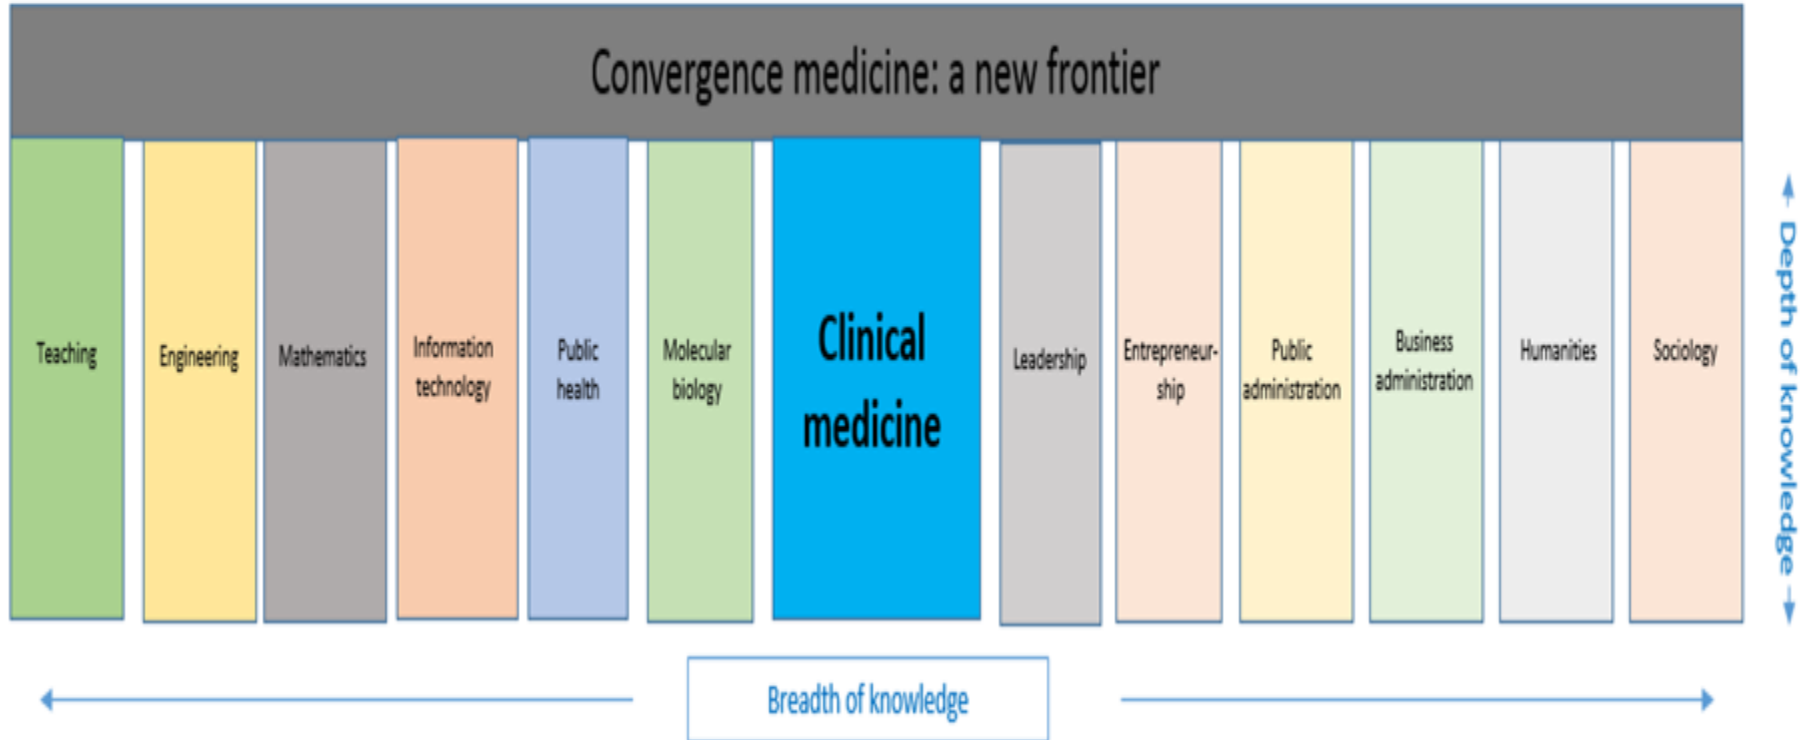 Convergence medicine: a new frontier
Teaching
Engineering
Mathematics
Information
technology
Public
health
Molecular
biology
Clinical
medicine
Leadership
Entrepreneur-
ship
Public
administration
Business
administration
Humanities
Sociology
Depth of knowledge
Breadth of knowledge